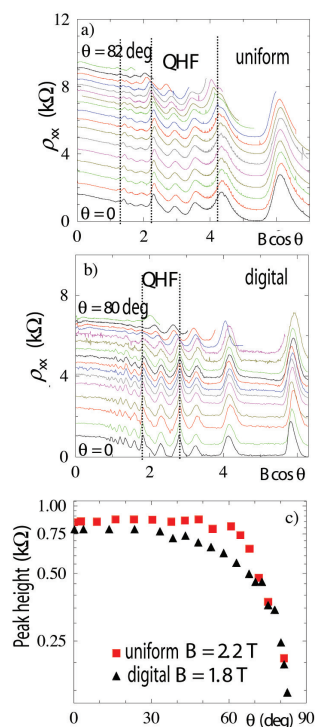 a)
12
8
4
0
ρxx (kΩ)
θ = 82 deg
QHF
uniform
θ = 0
0 2 4 6 B cos θ
b)
8
4
0
ρxx (kΩ)
QHF
digital
θ = 80 deg
θ = 0
0 2 4 6 B cos θ
c)
1.00
0.75
0.50
0.25
Peak height (kΩ)
■ uniform B = 2.2 T
▲ digital B = 1.8 T
0 30 60 θ (deg) 90